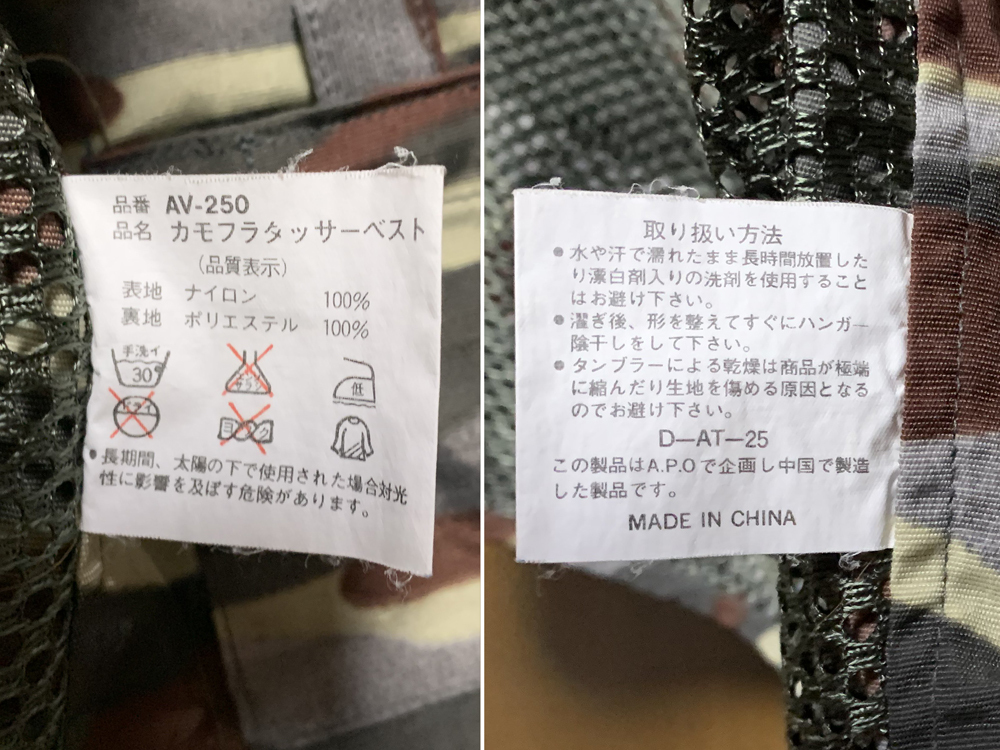 品番 AV-250
品名 カモフラタッサーベスト
(品質表示)
表地 ナイロン 100%
裏地 ポリエステル 100%
手洗イ
30
低
ドライ
ヨワク
●長期間、太陽の下で使用された場合対光
性に影響を及ぼす危険があります。
取り扱い方法
●水や汗で濡れたまま長時間放置した
り漂白剤入りの洗剤を使用すること
はお避け下さい。
●濯ぎ後、形を整えてすぐにハンガー
陰干しをして下さい。
●タンブラーによる乾燥は商品が極端
に縮んだり生地を傷める原因となる
のでお避け下さい。
D—AT—25
この製品はA.P.Oで企画し中国で製造
した製品です。
MADE IN CHINA